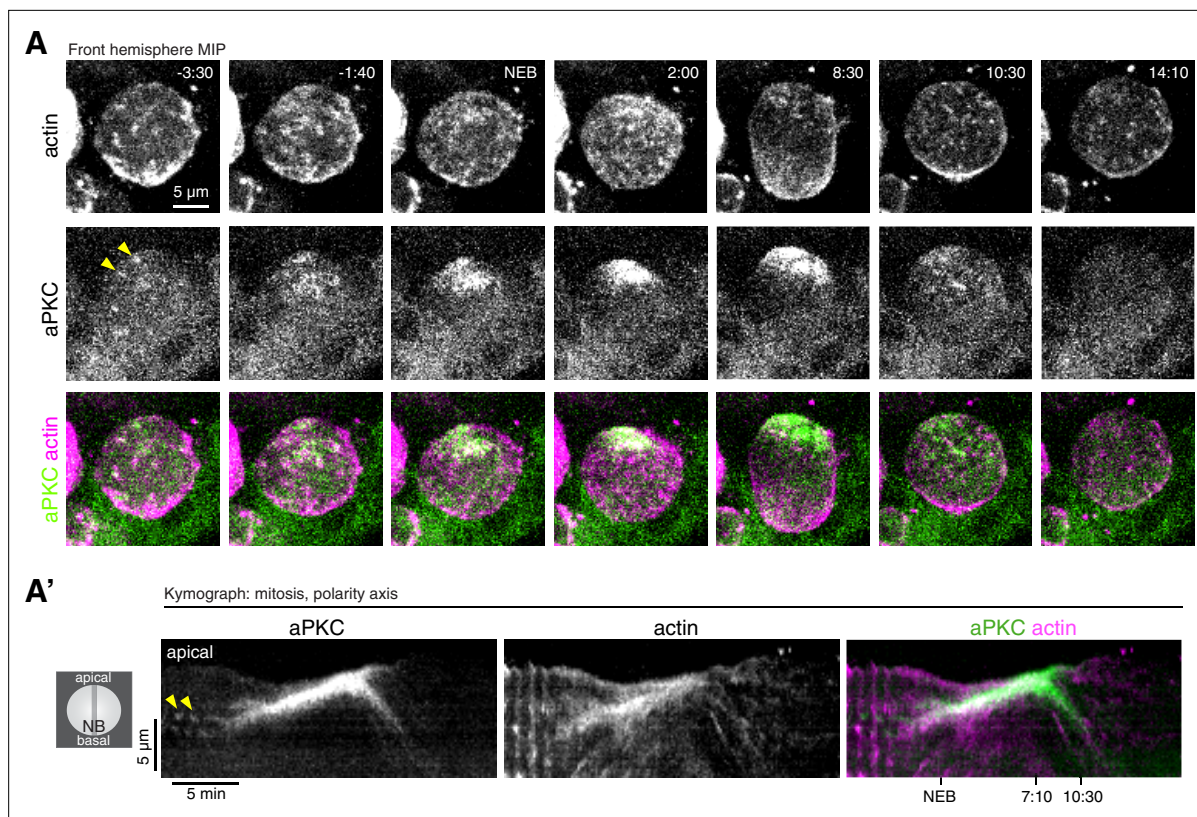 A
Front hemisphere MIP
-3:30
-1:40
NEB
2:00
8:30
10:30
14:10
actin
5 µm
aPKC
aPKC actin
A'
Kymograph: mitosis, polarity axis
aPKC
actin
aPKC actin
apical
apical
NB
basal
5 µm
5 min
NEB
7:10
10:30